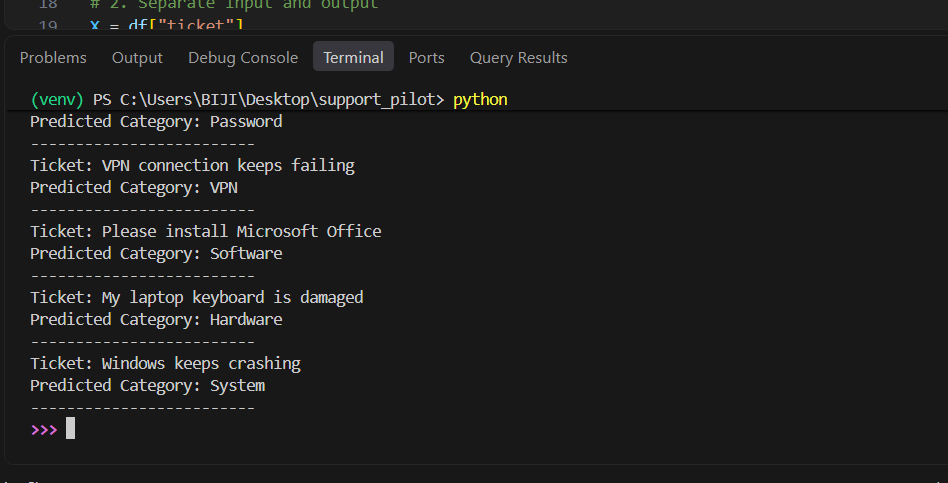 18 # 2. Separate input and output
19 X = df["ticket"]
Problems Output Debug Console Terminal Ports Query Results
(venv) PS C:\Users\BIJI\Desktop\support_pilot> python
Predicted Category: Password
-------------------------
Ticket: VPN connection keeps failing
Predicted Category: VPN
-------------------------
Ticket: Please install Microsoft Office
Predicted Category: Software
-------------------------
Ticket: My laptop keyboard is damaged
Predicted Category: Hardware
-------------------------
Ticket: Windows keeps crashing
Predicted Category: System
-------------------------
>>>